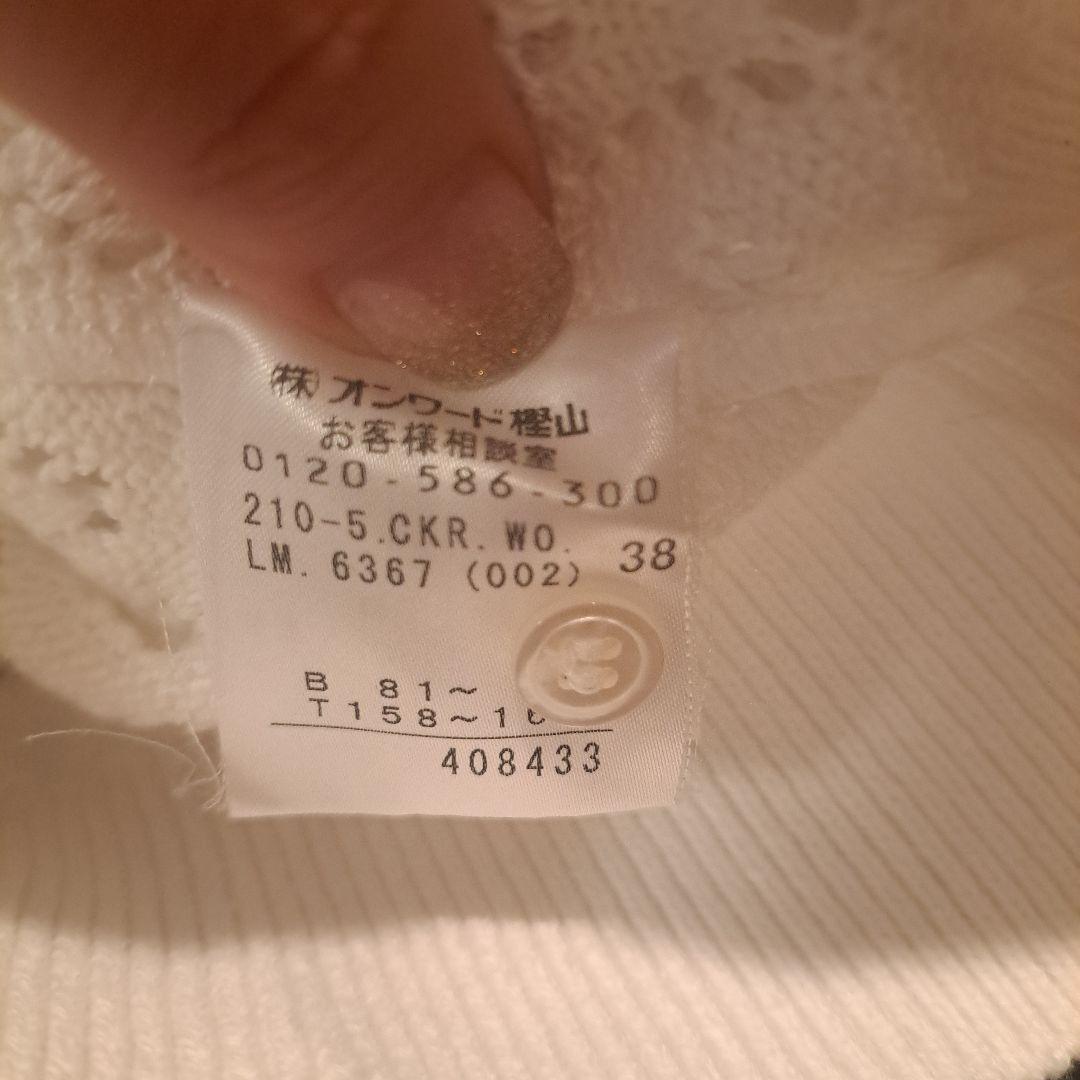 (株)オンワード樫山
お客様相談室
0120-586-300
210-5.CKR.WO.
LM. 6367 (002) 38
B 81~
T158~1
408433